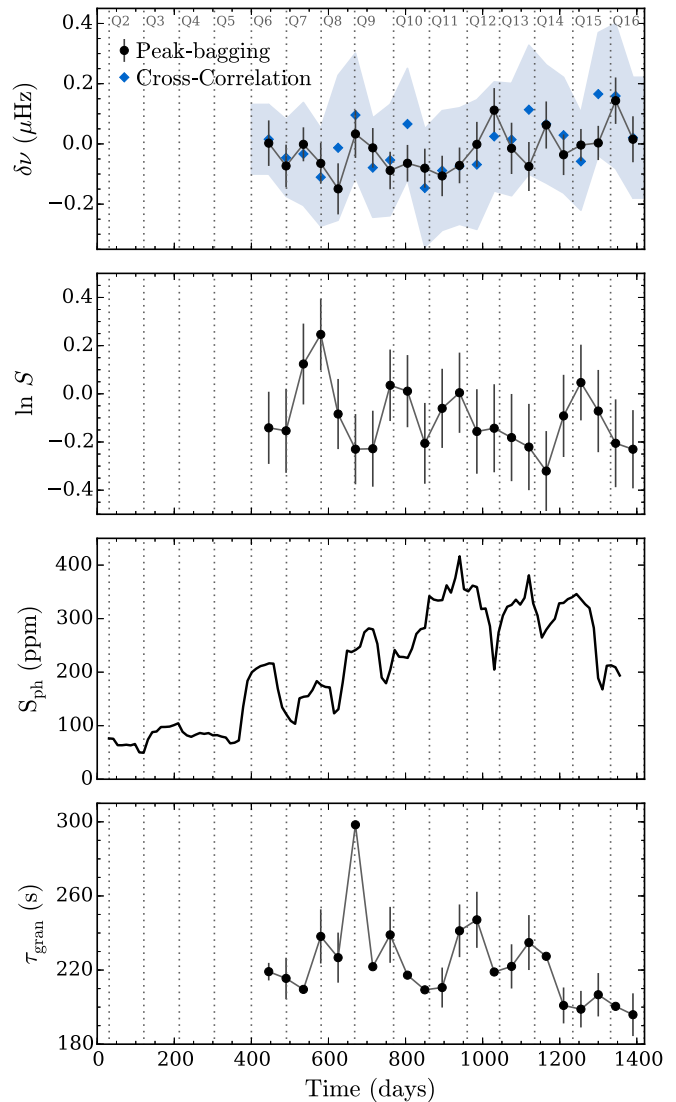 Q2 Q3 Q4 Q5 Q6 Q7 Q8 Q9 Q10 Q11 Q12 Q13 Q14 Q15 Q16
Peak-bagging
Cross-Correlation
0.4
0.2
0.0
−0.2
δν (μHz)
0.4
0.2
0.0
−0.2
−0.4
ln S
400
300
200
100
0
S_ph (ppm)
300
260
220
180
τ_gran (s)
0 200 400 600 800 1000 1200 1400
Time (days)